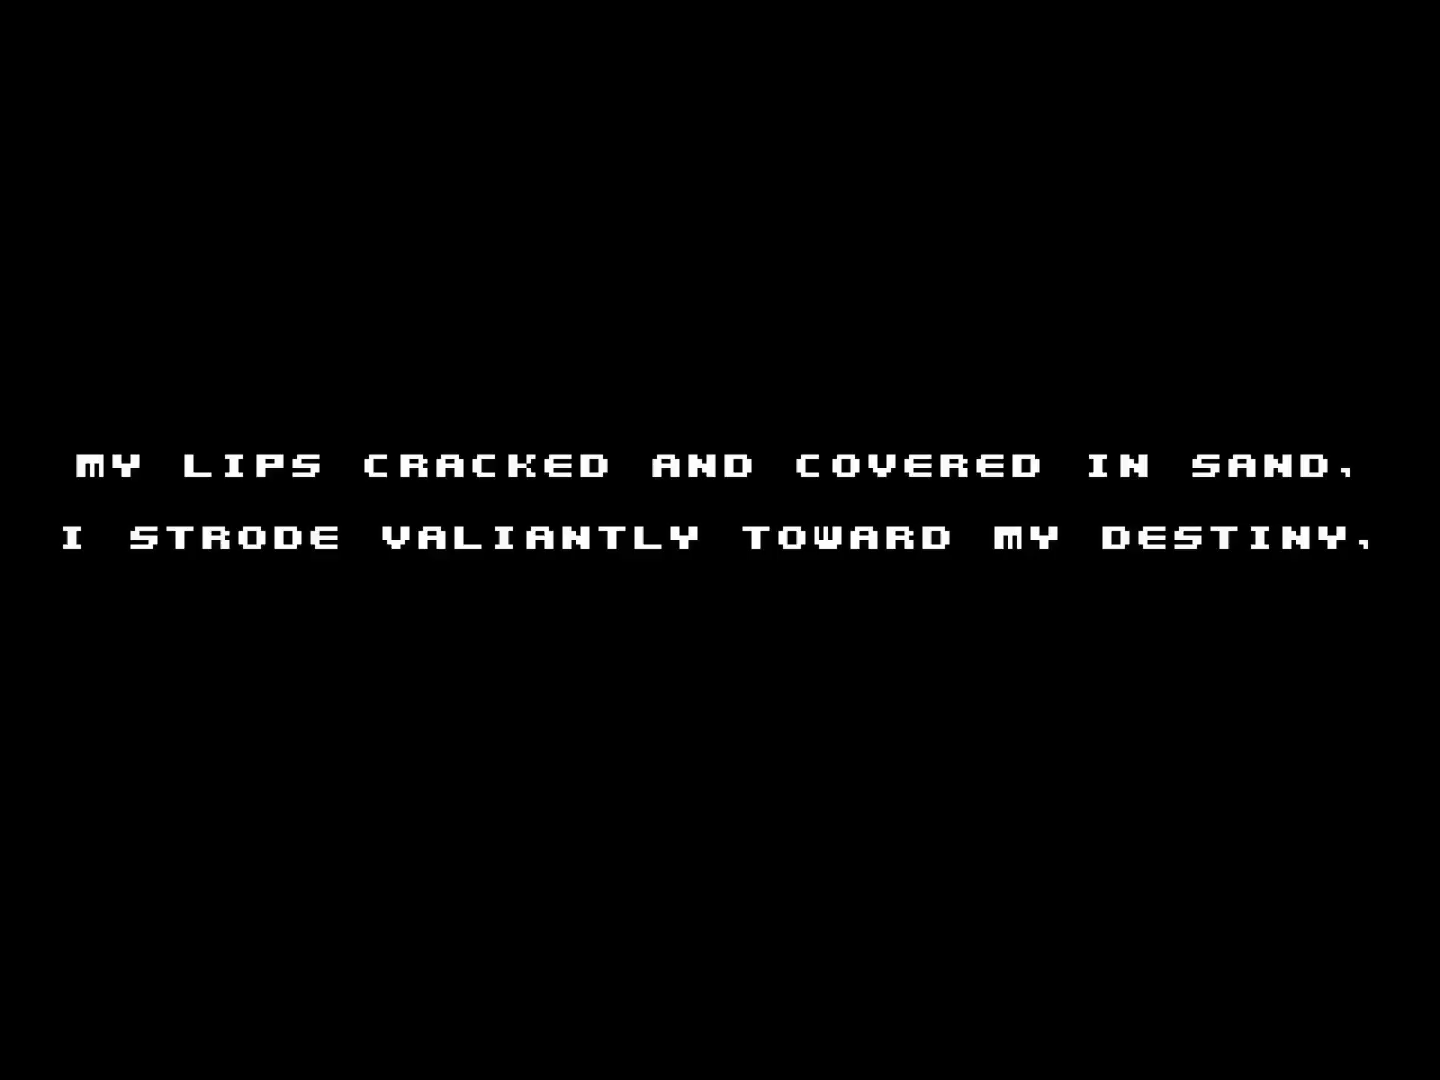 MY LIPS CRACKED AND COVERED IN SAND,
I STRODE VALIANTLY TOWARD MY DESTINY,